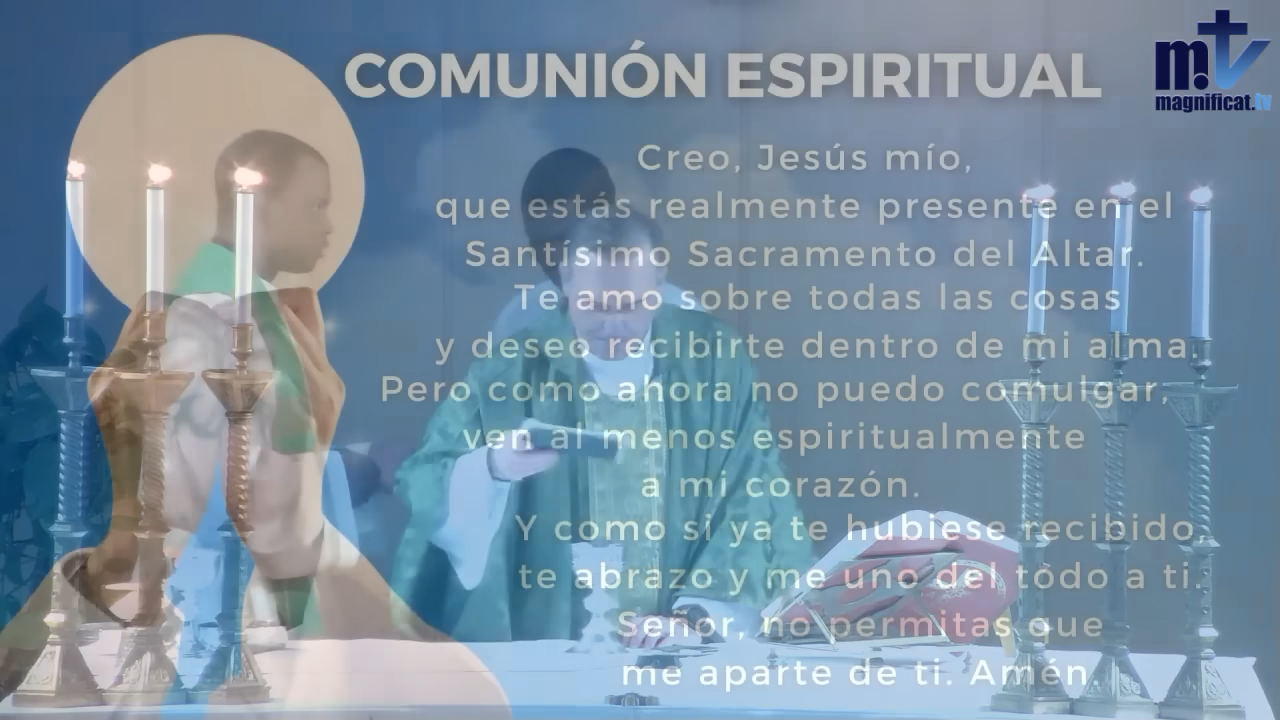 COMUNIÓN ESPIRITUAL
m.tv
magnificat.tv
Creo, Jesús mío,
que estás realmente presente en el
Santísimo Sacramento del Altar.
Te amo sobre todas las cosas
y deseo recibirte dentro de mi alma.
Pero como ahora no puedo comulgar,
ven al menos espiritualmente
a mi corazón.
Y como si ya te hubiese recibido,
te abrazo y me uno del todo a ti.
Señor, no permitas que
me aparte de ti. Amén.